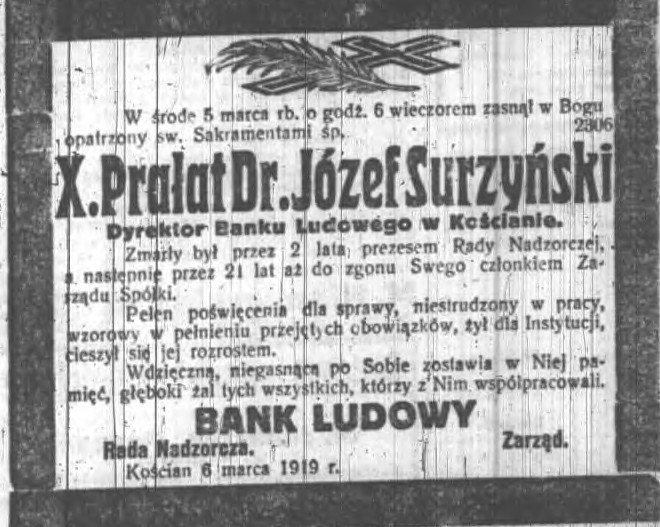 W środe 5 marca rb. o godź. 6 wieczorem zasnął w Bogu
opatrzony św. Sakramentami śp.
2306
X. Prałat Dr. Józef Surzyński
Dyrektor Banku Ludowego w Kościanie.
Zmarły był przez 2 lata prezesem Rady Nadzorczej,
a następnie przez 21 lat aż do zgonu Swego członkiem Za-
rządu Spółki.
Pełen poświęcenia dla sprawy, niestrudzony w pracy,
wzorowy w pełnieniu przejętych obowiązków, żył dla Instytucji,
cieszył się jej rozrostem.
Wdzięczną, niegasnącą po Sobie zostawia w Niej pa-
mięć, głęboki żal tych wszystkich, którzy z Nim współpracowali.
BANK LUDOWY
Rada Nadzorcza. Zarząd.
Kościan 6 marca 1919 r.